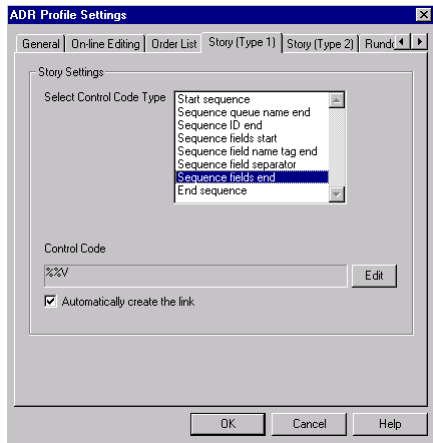 ADR Profile Settings
General On-line Editing Order List Story (Type 1) Story (Type 2)
Story Settings
Select Control Code Type
Start sequence
Sequence queue name end
Sequence ID end
Sequence fields start
Sequence field name tag end
Sequence field separator
Sequence fields end
End sequence
Control Code
%%V
Edit
Automatically create the link
OK Cancel Help